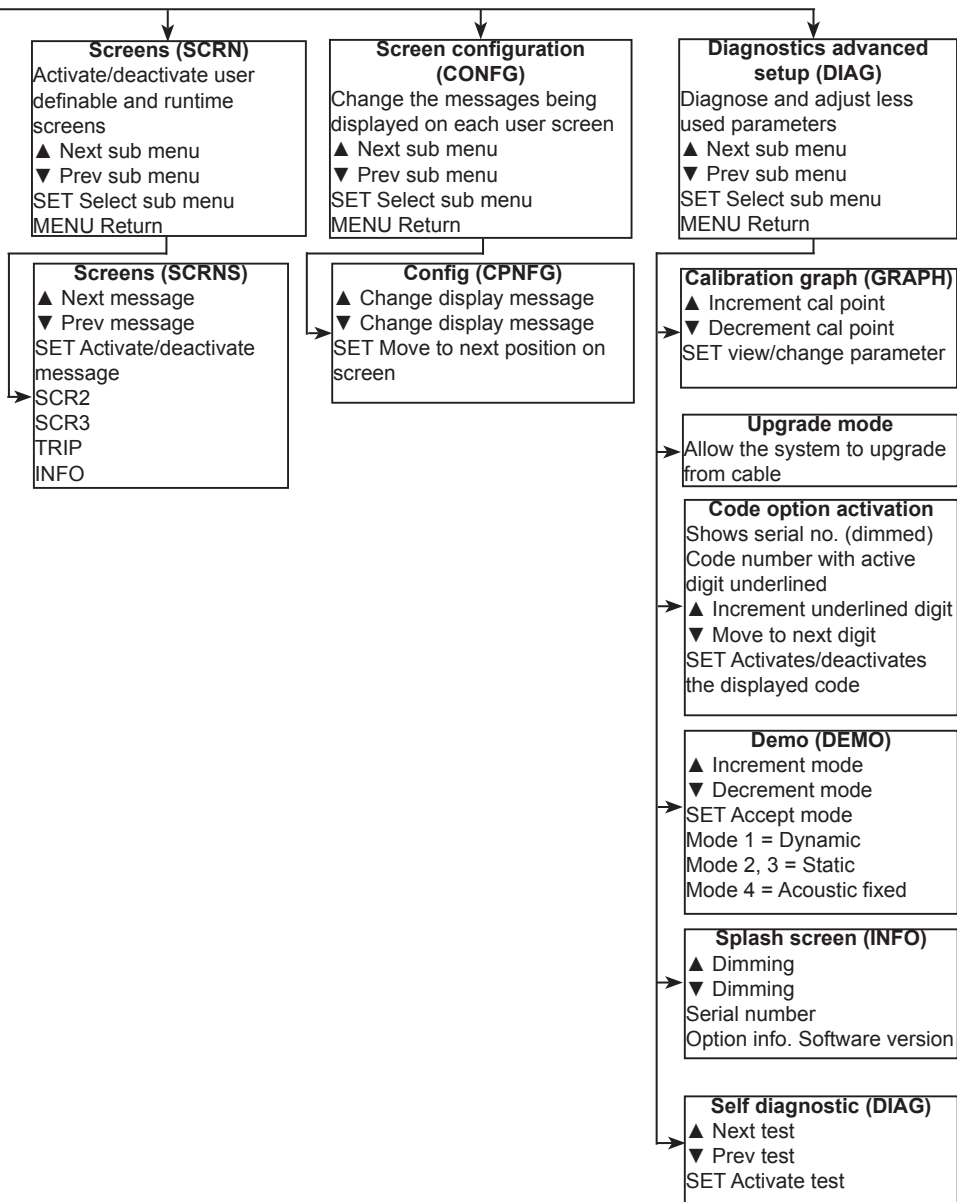 Screens (SCRN)
Activate/deactivate user
definable and runtime
screens
▲ Next sub menu
▼ Prev sub menu
SET Select sub menu
MENU Return
Screens (SCRNS)
▲ Next message
▼ Prev message
SET Activate/deactivate
message
SCR2
SCR3
TRIP
INFO
Screen configuration
(CONFG)
Change the messages being
displayed on each user screen
▲ Next sub menu
▼ Prev sub menu
SET Select sub menu
MENU Return
Config (CPNFG)
▲ Change display message
▼ Change display message
SET Move to next position on
screen
Diagnostics advanced
setup (DIAG)
Diagnose and adjust less
used parameters
▲ Next sub menu
▼ Prev sub menu
SET Select sub menu
MENU Return
Calibration graph (GRAPH)
▲ Increment cal point
▼ Decrement cal point
SET view/change parameter
Upgrade mode
Allow the system to upgrade
from cable
Code option activation
Shows serial no. (dimmed)
Code number with active
digit underlined
▲ Increment underlined digit
▼ Move to next digit
SET Activates/deactivates
the displayed code
Demo (DEMO)
▲ Increment mode
▼ Decrement mode
SET Accept mode
Mode 1 = Dynamic
Mode 2, 3 = Static
Mode 4 = Acoustic fixed
Splash screen (INFO)
▲ Dimming
▼ Dimming
Serial number
Option info. Software version
Self diagnostic (DIAG)
▲ Next test
▼ Prev test
SET Activate test